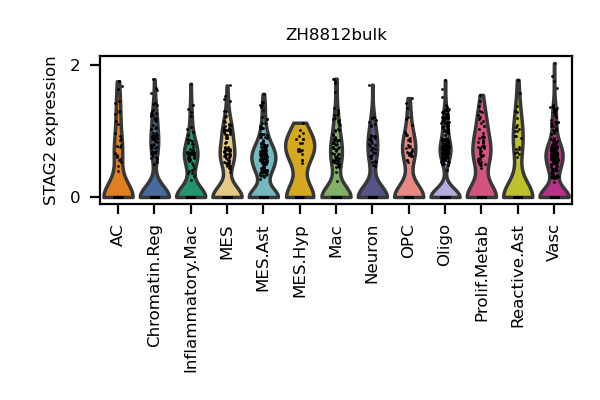 ZH8812bulk
STAG2 expression
2
0
AC
Chromatin.Reg
Inflammatory.Mac
MES
MES.Ast
MES.Hyp
Mac
Neuron
OPC
Oligo
Prolif.Metab
Reactive.Ast
Vasc